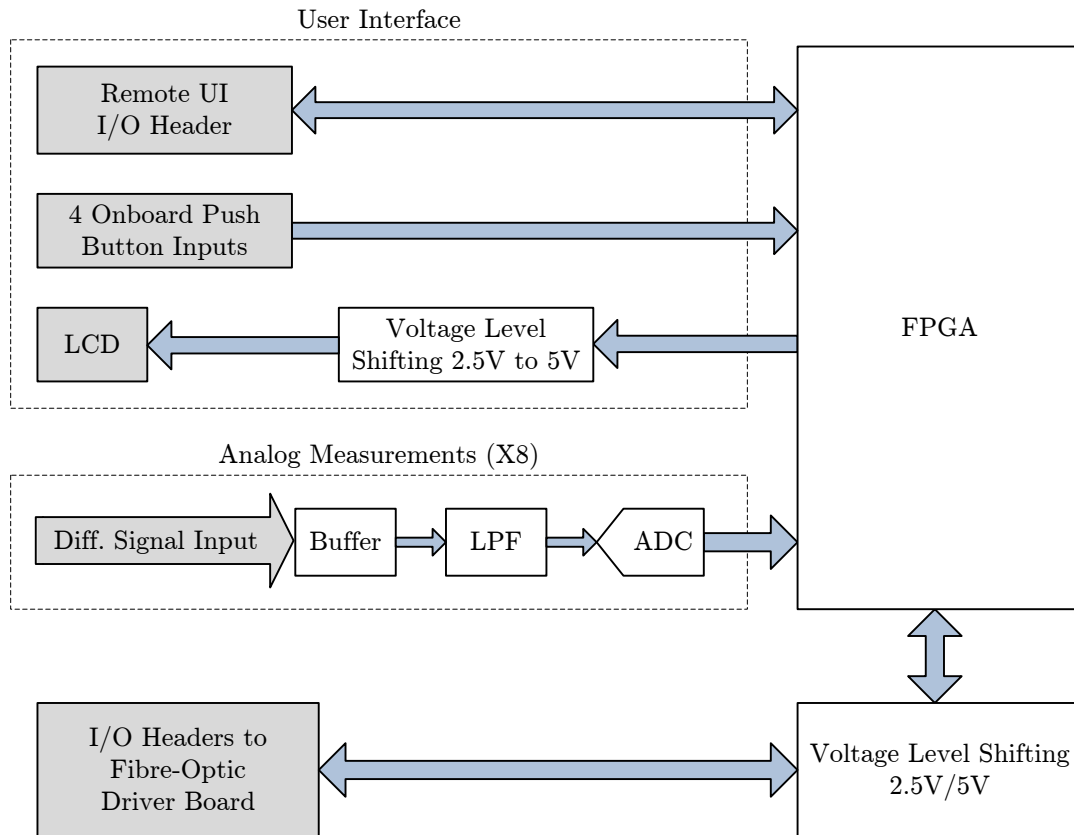 User Interface
Remote UI
I/O Header
4 Onboard Push
Button Inputs
LCD
Voltage Level
Shifting 2.5V to 5V
FPGA
Analog Measurements (X8)
Diff. Signal Input
Buffer
LPF
ADC
I/O Headers to
Fibre-Optic
Driver Board
Voltage Level Shifting
2.5V/5V